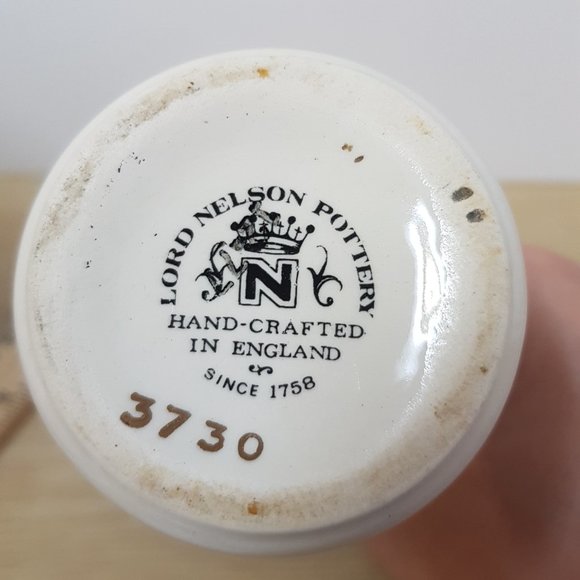 LORD NELSON POTTERY
N
HAND-CRAFTED
IN ENGLAND
SINCE 1758
3730